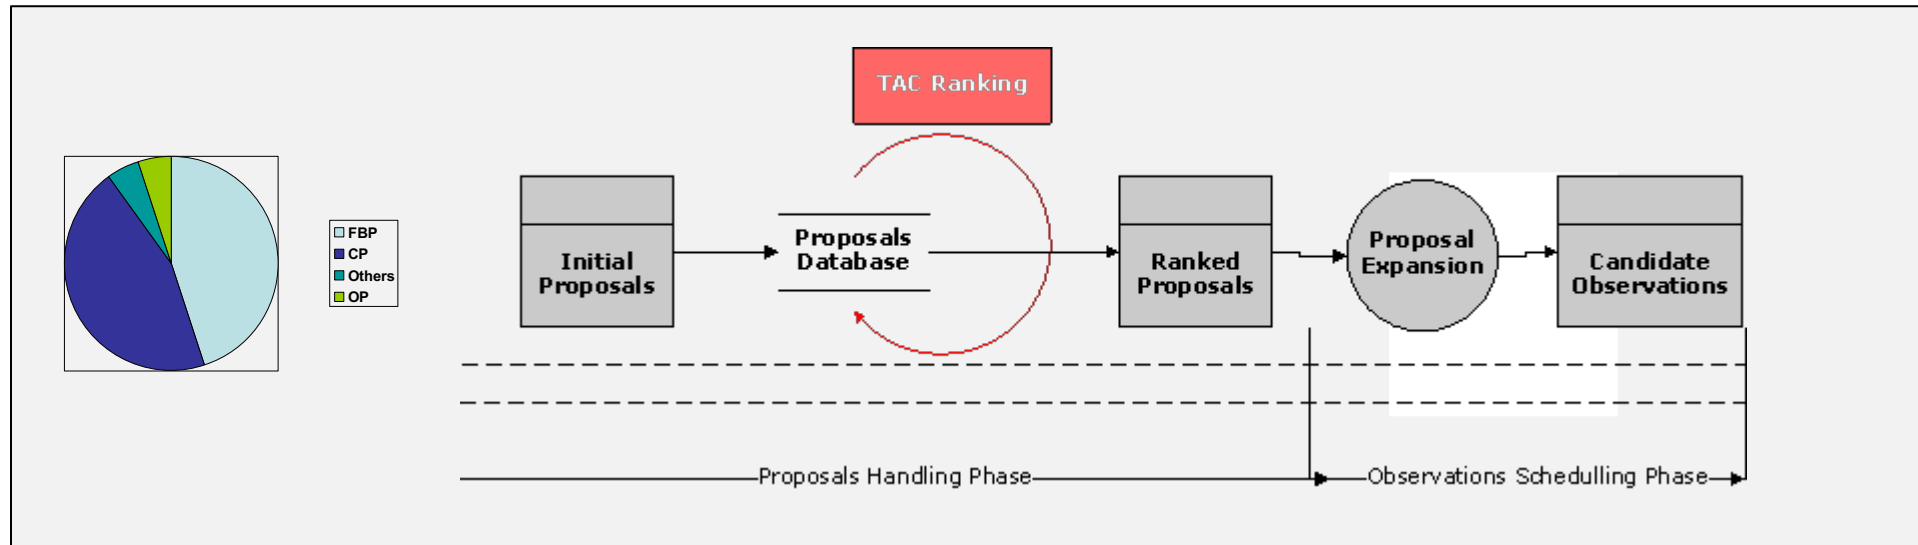 FBP
CP
Others
OP
TAC Ranking
Initial
Proposals
Proposals
Database
Ranked
Proposals
Proposal
Expansion
Candidate
Observations
Proposals Handling Phase
Observations Schedulling Phase